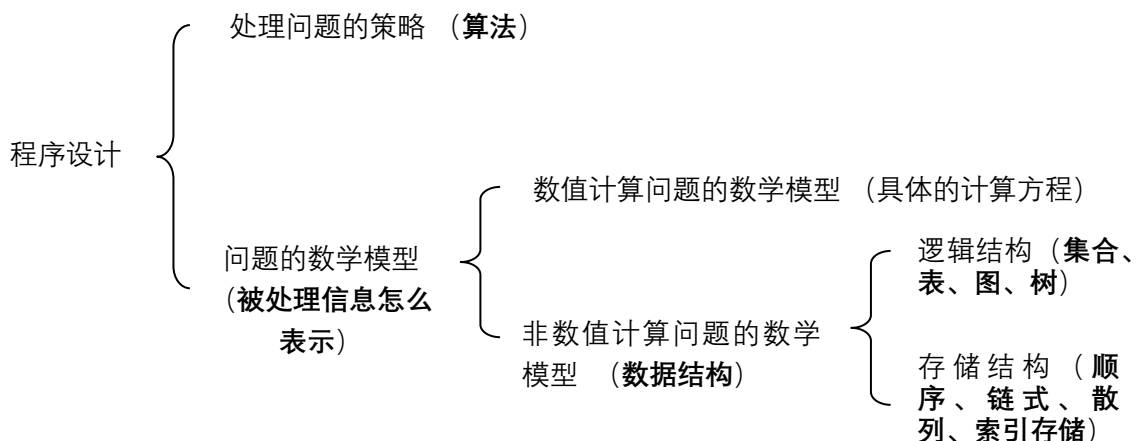 处理问题的策略 （算法）
程序设计
数值计算问题的数学模型 （具体的计算方程）
问题的数学模型
（被处理信息怎么
表示）
非数值计算问题的数学
模型 （数据结构）
逻辑结构（集合、
表、图、树）
存储结构（顺
序、链式、散
列、索引存储）